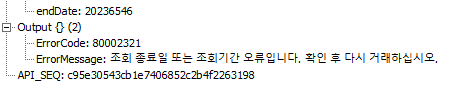 endDate: 20236546
Output {} (2)
ErrorCode: 80002321
ErrorMessage: 조회 종료일 또는 조회기간 오류입니다. 확인 후 다시 거래하십시오.
API_SEQ: c95e30543cb1e7406852c2b4f2263198